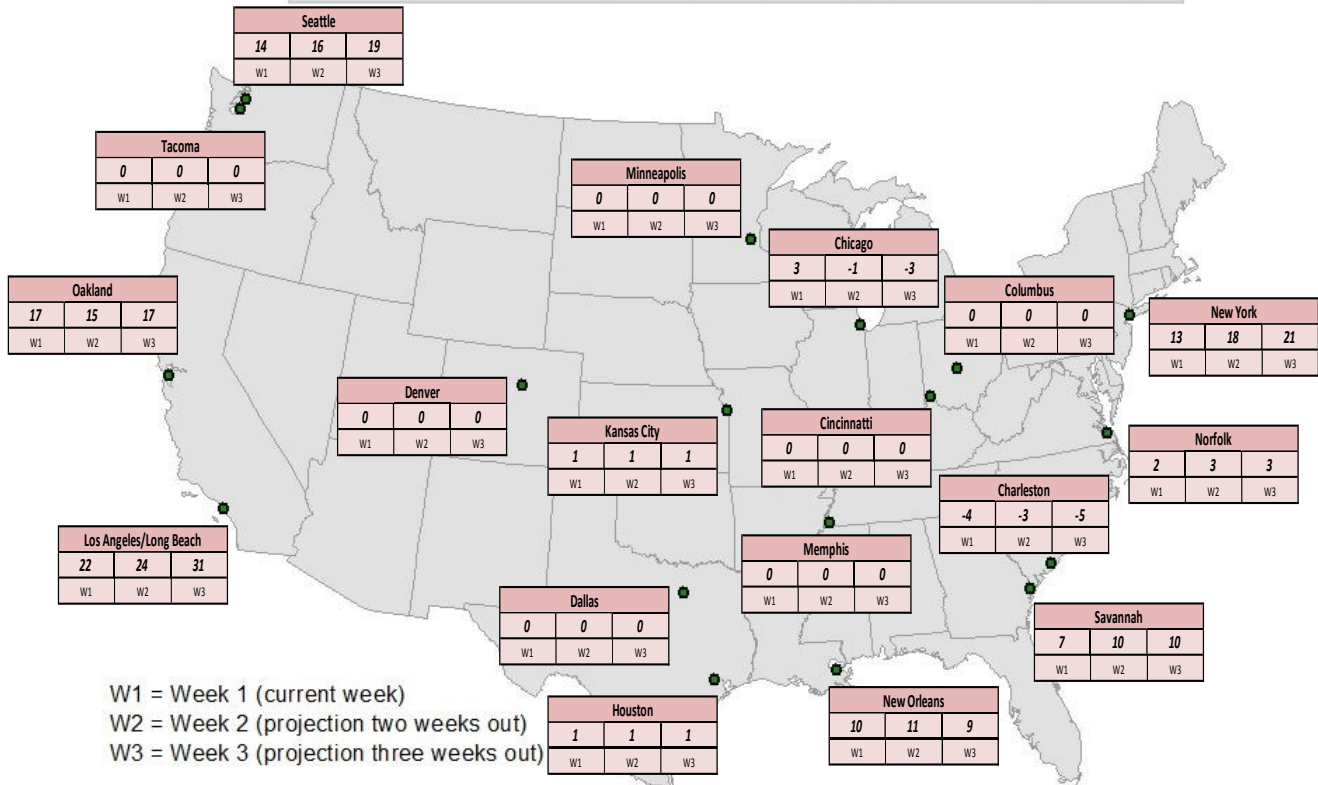 Seattle
14 16 19
W1 W2 W3
Tacoma
0 0 0
W1 W2 W3
Minneapolis
0 0 0
W1 W2 W3
Chicago
3 -1 -3
W1 W2 W3
Oakland
17 15 17
W1 W2 W3
Columbus
0 0 0
W1 W2 W3
New York
13 18 21
W1 W2 W3
Denver
0 0 0
W1 W2 W3
Kansas City
1 1 1
W1 W2 W3
Cincinnatti
0 0 0
W1 W2 W3
Norfolk
2 3 3
W1 W2 W3
Charleston
-4 -3 -5
W1 W2 W3
Los Angeles/Long Beach
22 24 31
W1 W2 W3
Memphis
0 0 0
W1 W2 W3
Dallas
0 0 0
W1 W2 W3
Savannah
7 10 10
W1 W2 W3
New Orleans
10 11 9
W1 W2 W3
Houston
1 1 1
W1 W2 W3
W1 = Week 1 (current week)
W2 = Week 2 (projection two weeks out)
W3 = Week 3 (projection three weeks out)